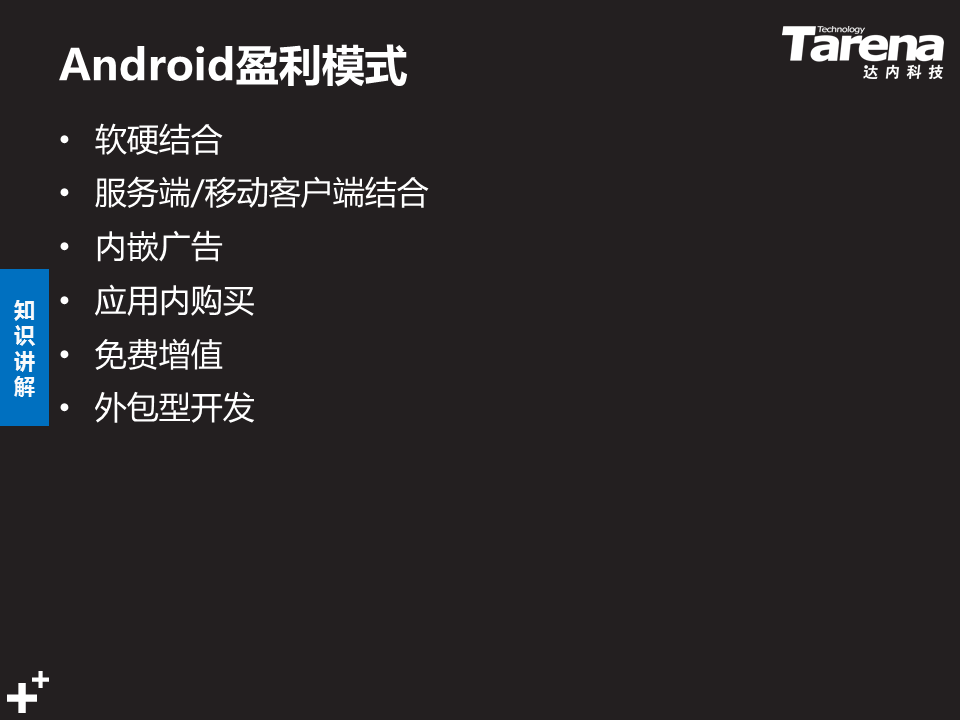 Android盈利模式
Technology
Tarena
达内科技
• 软硬结合
• 服务端/移动客户端结合
• 内嵌广告
• 应用内购买
• 免费增值
• 外包型开发
知
识
讲
解